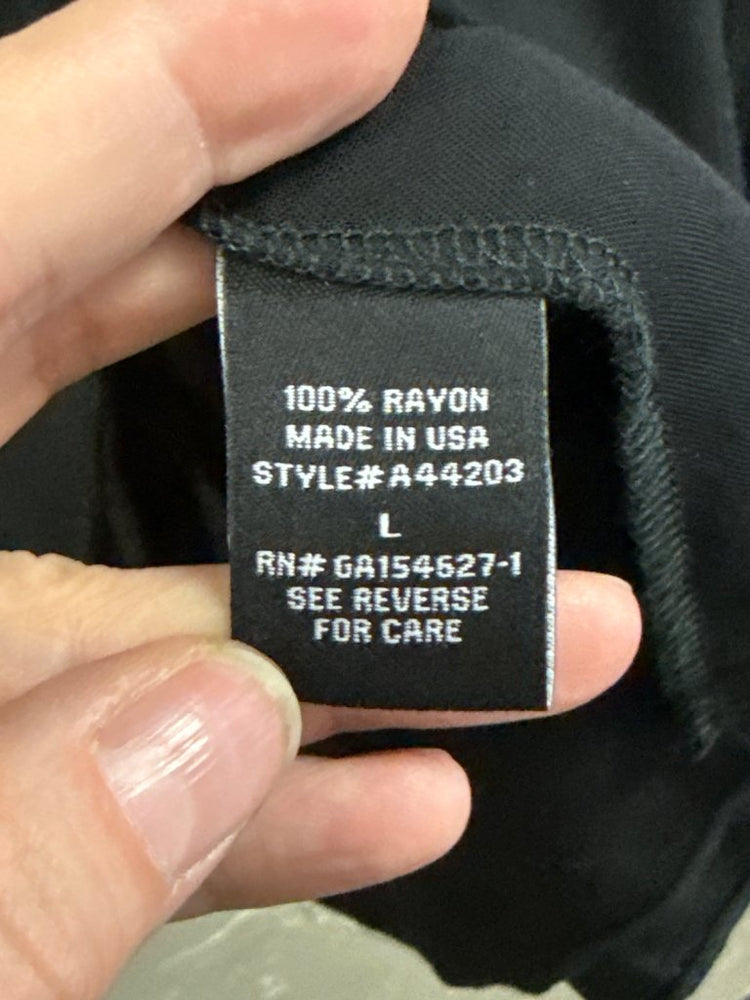 100% RAYON
MADE IN USA
STYLE# A44203
L
RN# GA154627-1
SEE REVERSE
FOR CARE